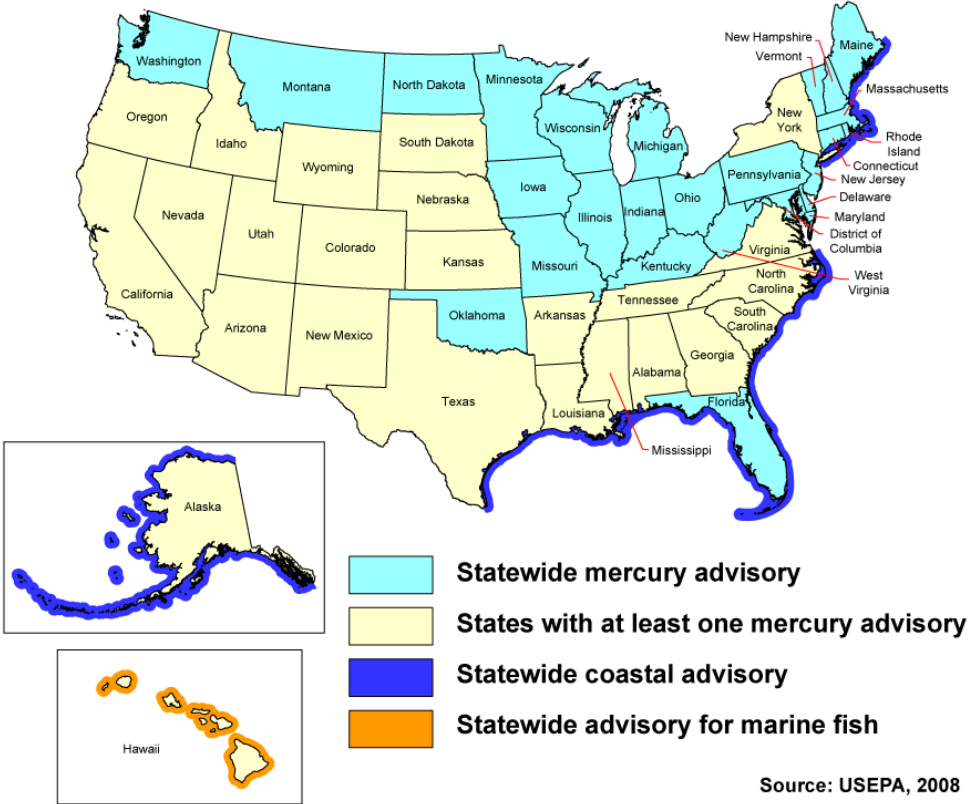 New Hampshire
Vermont
Maine
Washington
Montana
North Dakota
Minnesota
Massachusetts
Oregon
Idaho
Wyoming
South Dakota
Wisconsin
Michigan
New
York
Rhode
Island
Connecticut
New Jersey
Pennsylvania
Delaware
Maryland
District of
Columbia
Nevada
Utah
Colorado
Nebraska
Kansas
Iowa
Illinois
Indiana
Ohio
Missouri
Kentucky
Virginia
West
Virginia
California
Arizona
New Mexico
Oklahoma
Arkansas
Tennessee
North
Carolina
South
Carolina
Texas
Louisiana
Alabama
Georgia
Florida
Mississippi
Alaska
Hawaii
Statewide mercury advisory
States with at least one mercury advisory
Statewide coastal advisory
Statewide advisory for marine fish
Source: USEPA, 2008